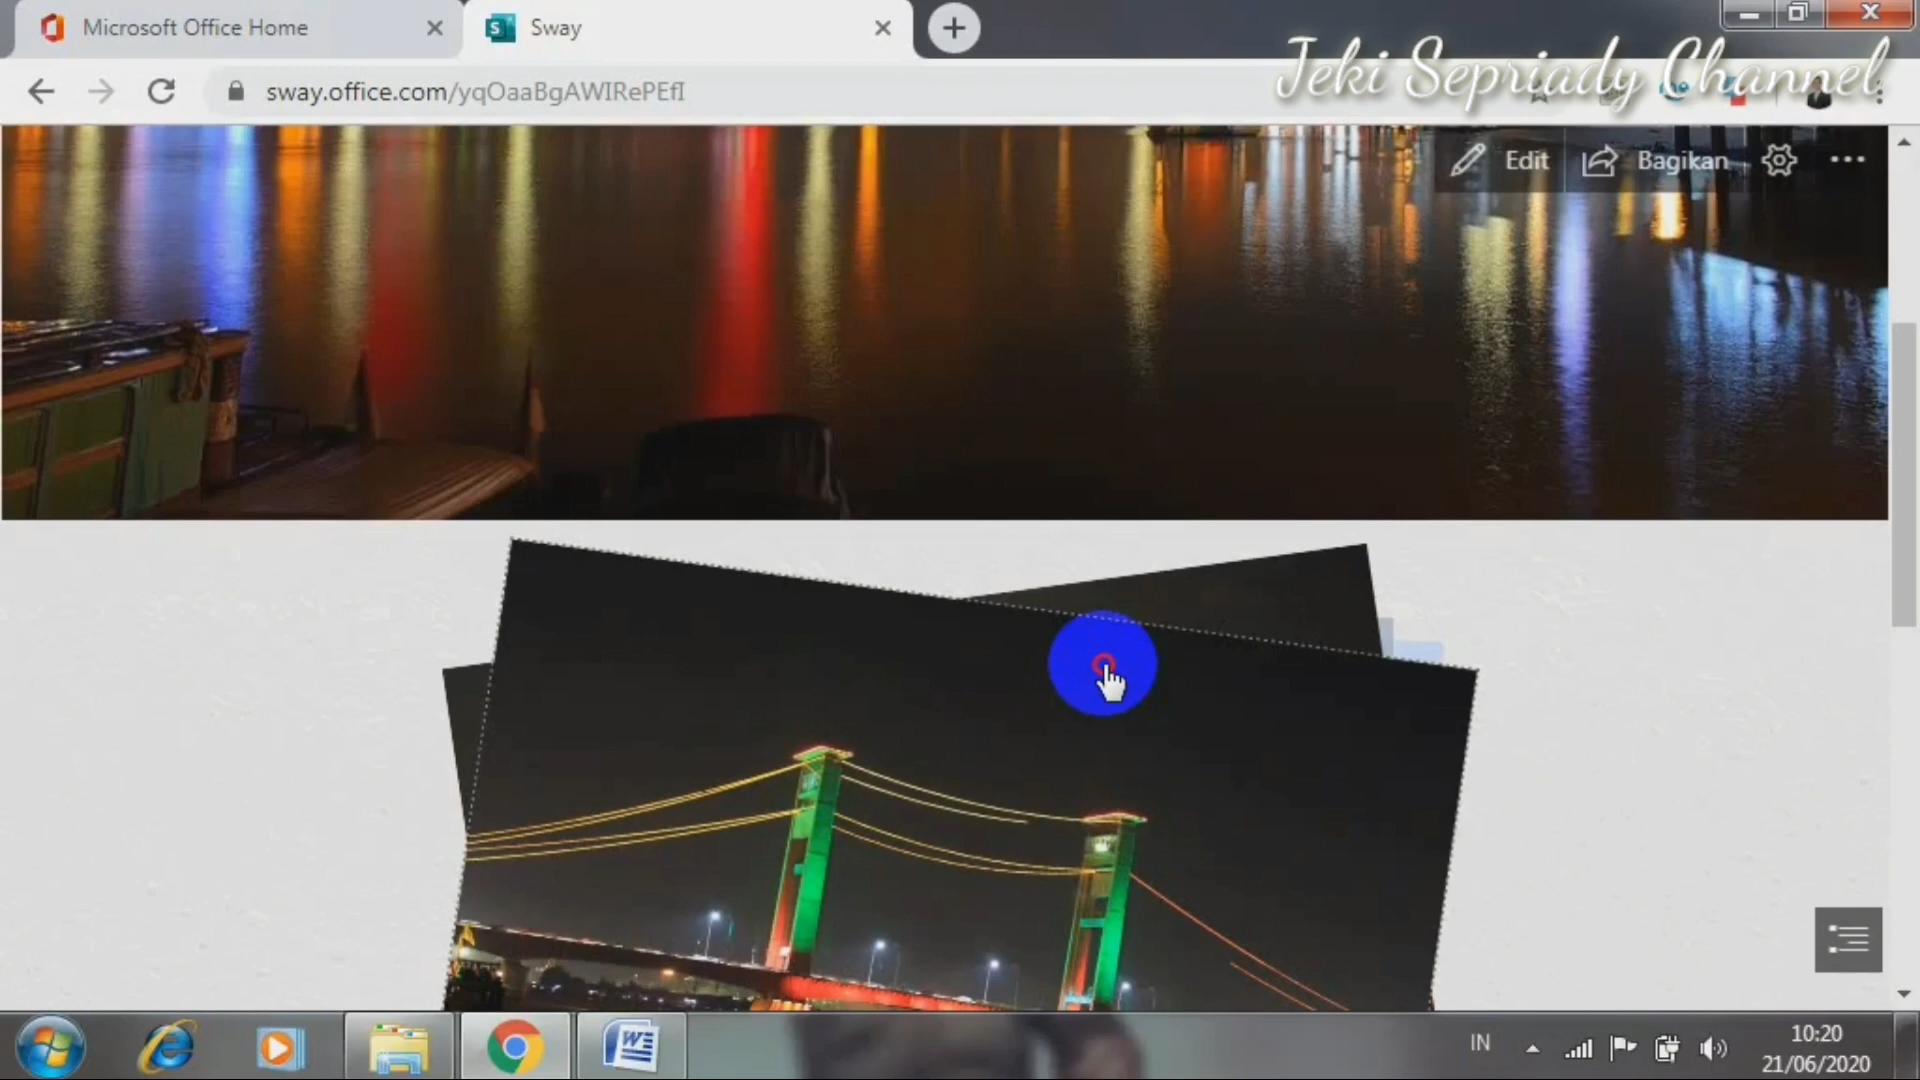 Microsoft Office Home
Sway
Jeki Sepriady Channel
sway.office.com/yqOaaBgAWIRePEfI
Edit
Bagikan
IN
10:20
21/06/2020